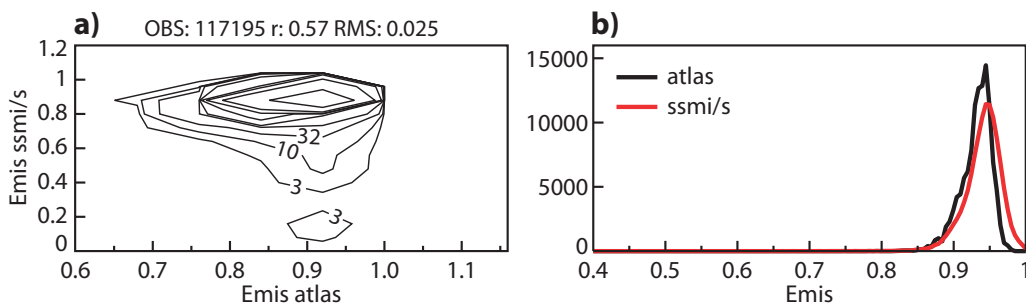 a) OBS: 117195 r: 0.57 RMS: 0.025
Emis ssmi/s
1.2
1
0.8
0.6
0.4
0.2
0
32
10
3
3
0.6 0.7 0.8 0.9 1.0 1.1
Emis atlas
b)
15000
10000
5000
0
atlas
ssmi/s
0.4 0.5 0.6 0.7 0.8 0.9 1
Emis